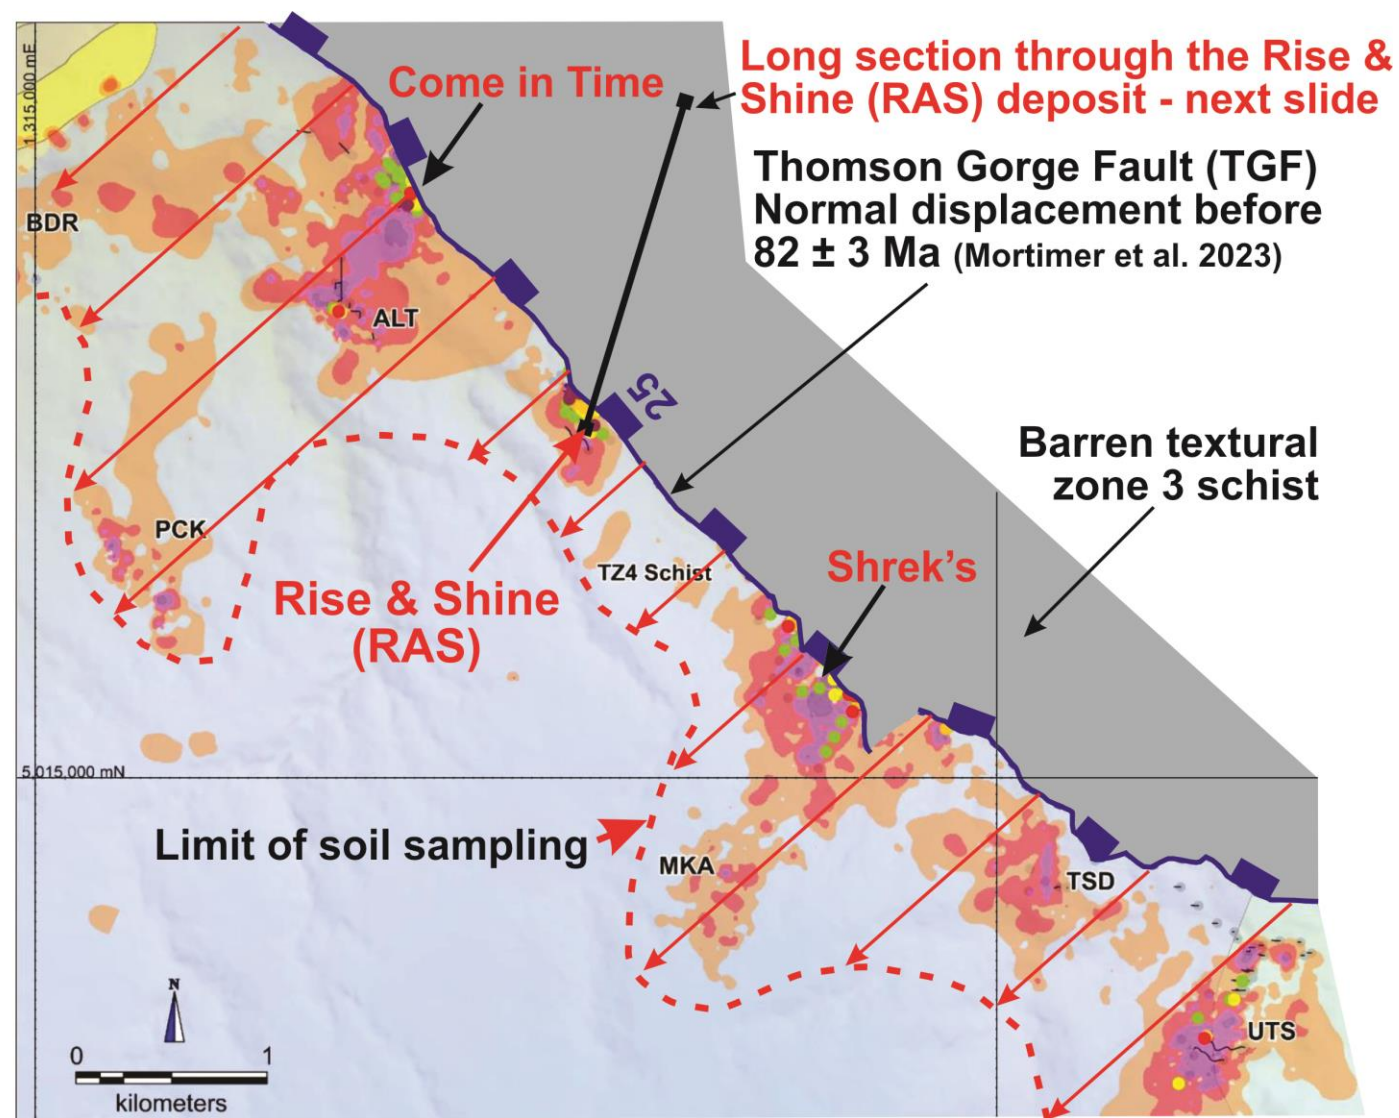 1,315,000 mE
Come in Time
Long section through the Rise &
Shine (RAS) deposit - next slide
Thomson Gorge Fault (TGF)
Normal displacement before
82 ± 3 Ma (Mortimer et al. 2023)
BDR
ALT
25
Barren textural
zone 3 schist
PCK
TZ4 Schist
Shrek’s
Rise & Shine
(RAS)
5,015,000 mN
Limit of soil sampling
MKA
TSD
UTS
N
0 1
kilometers